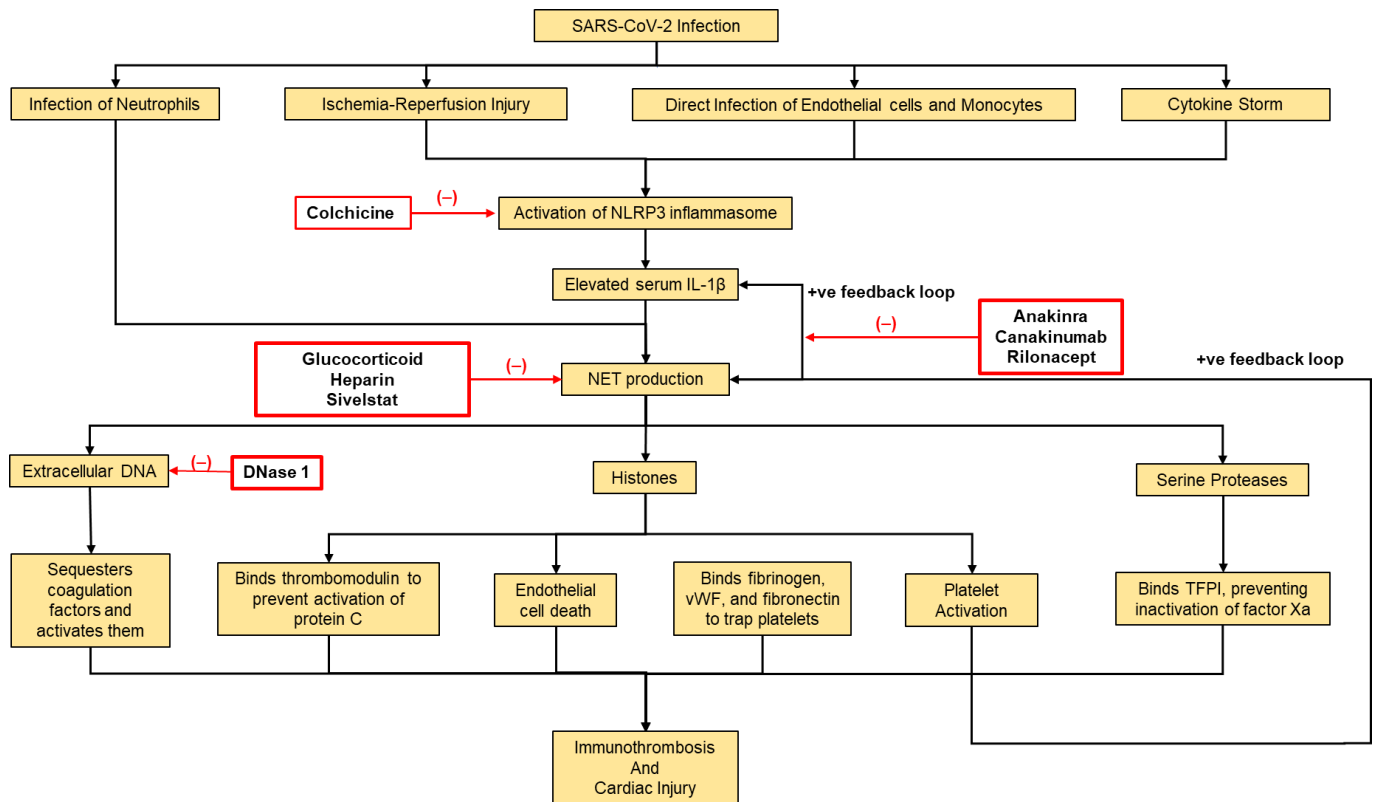 SARS-CoV-2 Infection
Infection of Neutrophils
Ischemia-Reperfusion Injury
Direct Infection of Endothelial cells and Monocytes
Cytokine Storm
Colchicine
(–)
Activation of NLRP3 inflammasome
Elevated serum IL-1β
+ve feedback loop
Anakinra
Canakinumab
Rilonacept
(–)
+ve feedback loop
Glucocorticoid
Heparin
Sivelstat
(–)
NET production
Extracellular DNA
(–)
DNase 1
Histones
Serine Proteases
Sequesters
coagulation
factors and
activates them
Binds thrombomodulin to
prevent activation of
protein C
Endothelial
cell death
Binds fibrinogen,
vWF, and fibronectin
to trap platelets
Platelet
Activation
Binds TFPI, preventing
inactivation of factor Xa
Immunothrombosis
And
Cardiac Injury